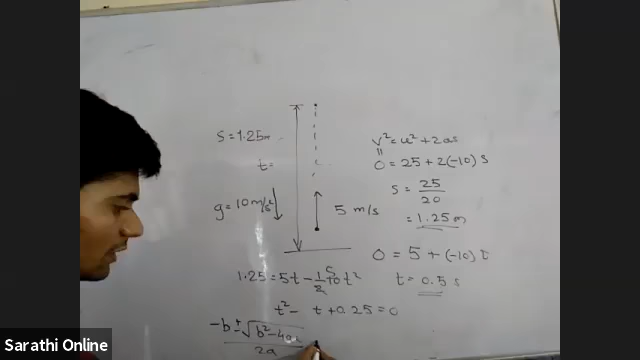 S = 1.25m
t =
g = 10 m/s²
5 m/s
v² = u² + 2as
0 = 25 + 2(-10) s
s = 25/20
= 1.25 m
0 = 5 + (-10) t
t = 0.5 s
1.25 = 5t - 1/2 10 5 t²
t² - t + 0.25 = 0
-b ± √b² - 4ac
2a
Sarathi Online